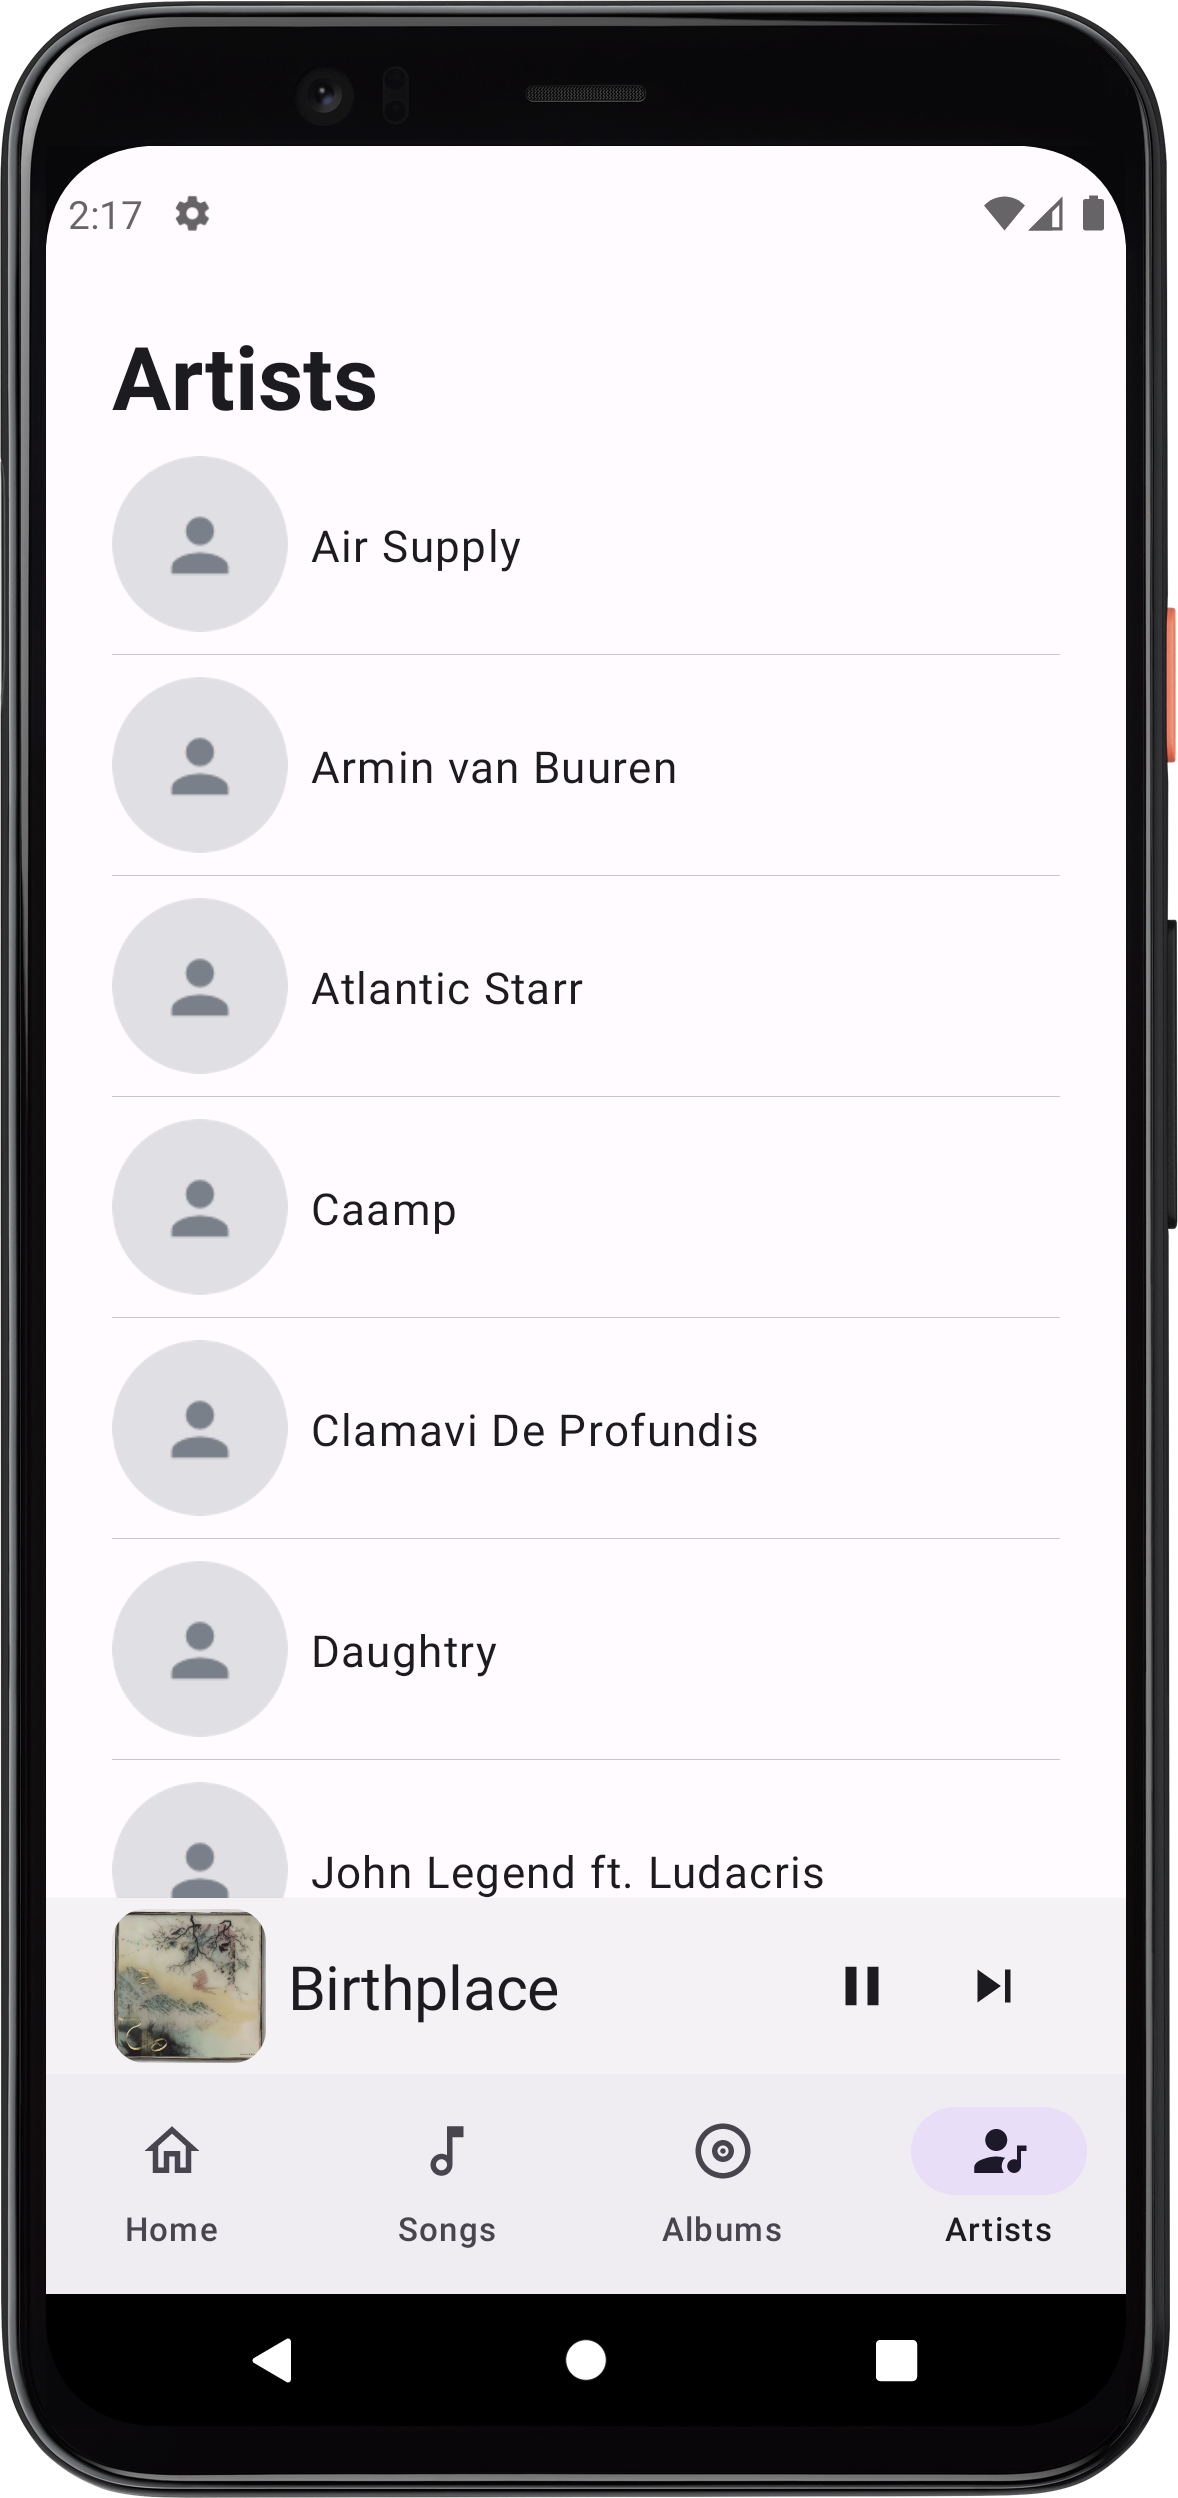 2:17
Artists
Air Supply
Armin van Buuren
Atlantic Starr
Caamp
Clamavi De Profundis
Daughtry
John Legend ft. Ludacris
Birthplace
Home Songs Albums Artists